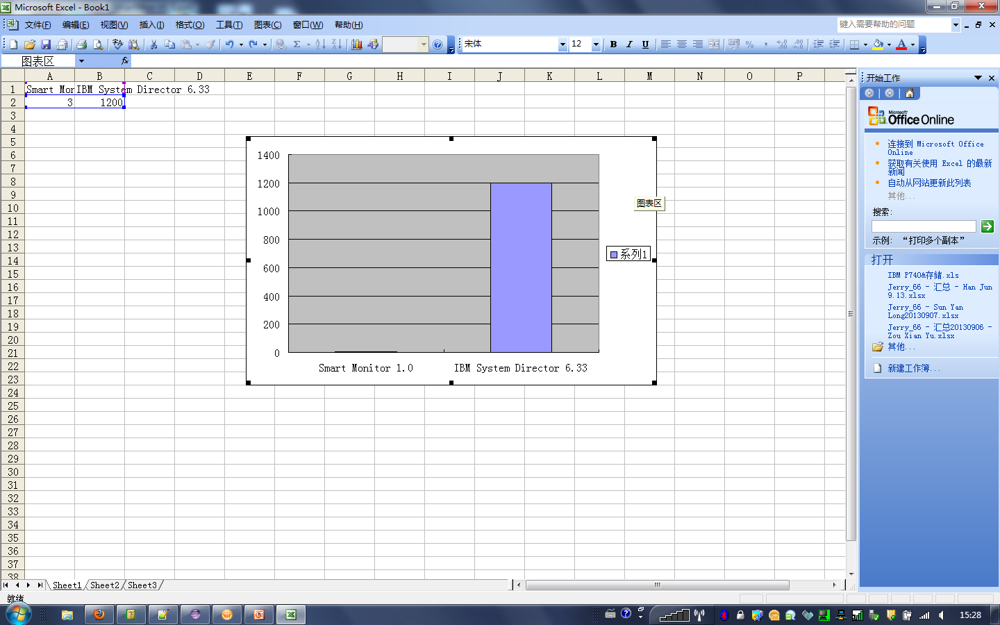 Microsoft Excel - Book1
文件(F) 编辑(E) 视图(V) 插入(I) 格式(O) 工具(T) 图表(C) 窗口(W) 帮助(H)
键入需要帮助的问题
宋体 12 B I U
图表区 fx
A B C D E F G H I J K L M N O P
1 Smart Mon IBM System Director 6.33
2 3 1200
3
4
5
6
7
8
9
10
11
12
13
14
15
16
17
18
19
20
21
22
23
24
25
26
27
28
29
30
31
32
33
34
35
36
37
38
1400
1200
1000
800
600
400
200
0
Smart Monitor 1.0 IBM System Director 6.33
系列1
图表区
开始工作
Microsoft
Office Online
连接到 Microsoft Office
Online
获取有关使用 Excel 的最新
新闻
自动从网站更新此列表
其他...
搜索:
示例: “打印多个副本”
打开
IBM P740&存储.xls
Jerry_66 - 汇总 - Han Jun
9.13.xlsx
Jerry_66 - Sun Yan
Long20130907.xlsx
Jerry_66 - 汇总20130906 -
Zou Xian Yu.xlsx
其他...
新建工作簿...
Sheet1 Sheet2 Sheet3
就绪
15:28